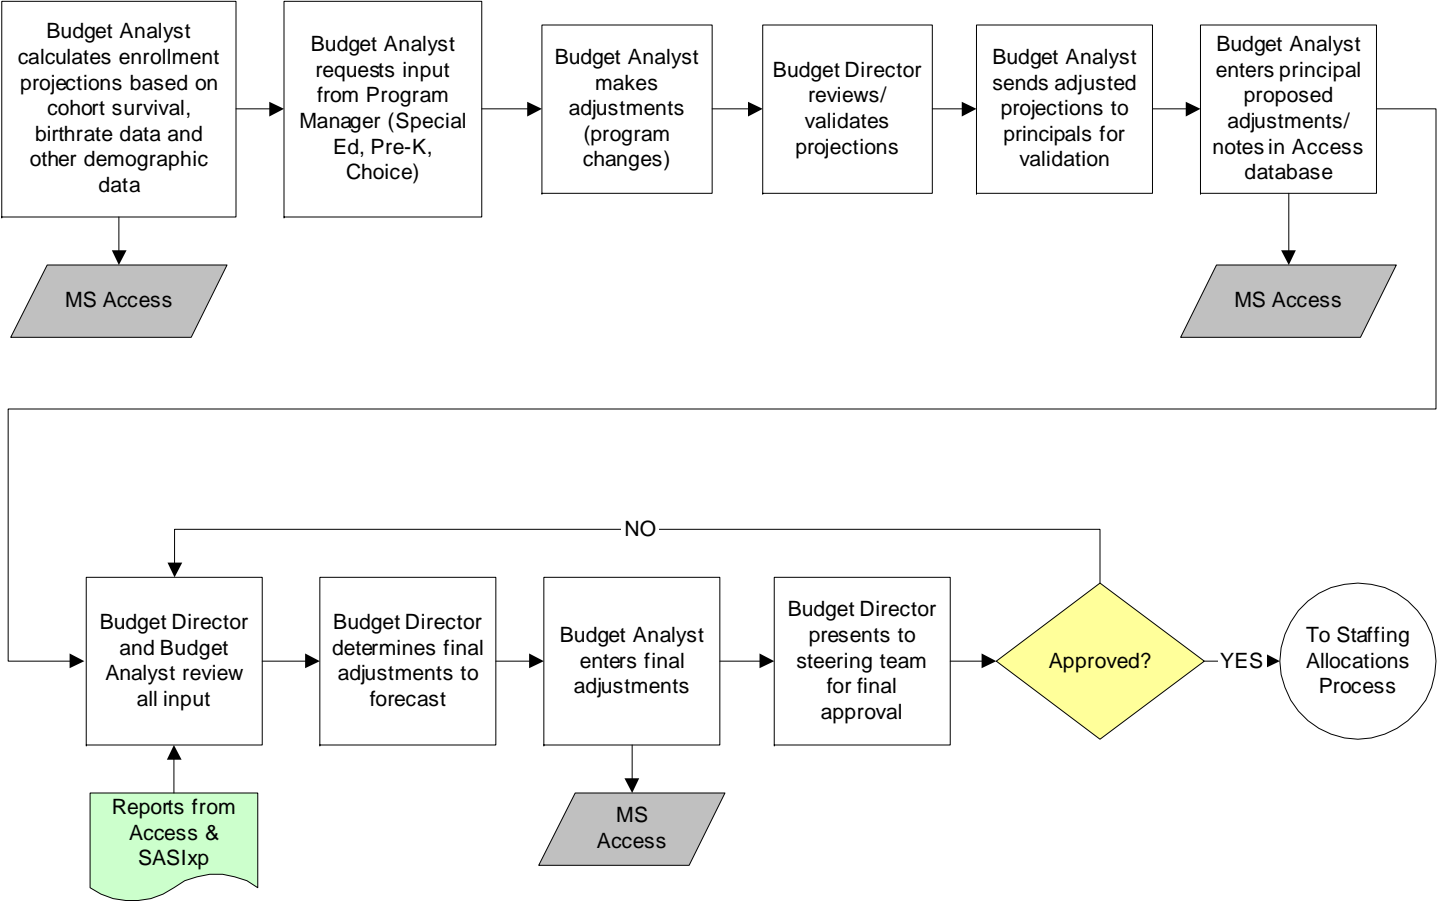 Budget Analyst
calculates enrollment
projections based on
cohort survival,
birthrate data and
other demographic
data
Budget Analyst
requests input
from Program
Manager (Special
Ed, Pre-K,
Choice)
Budget Analyst
makes
adjustments
(program
changes)
Budget Director
reviews/
validates
projections
Budget Analyst
sends adjusted
projections to
principals for
validation
Budget Analyst
enters principal
proposed
adjustments/
notes in Access
database
MS Access
MS Access
NO
Budget Director
and Budget
Analyst review
all input
Budget Director
determines final
adjustments to
forecast
Budget Analyst
enters final
adjustments
Budget Director
presents to
steering team
for final
approval
Approved?
YES
To Staffing
Allocations
Process
Reports from
Access &
SASIxp
MS
Access